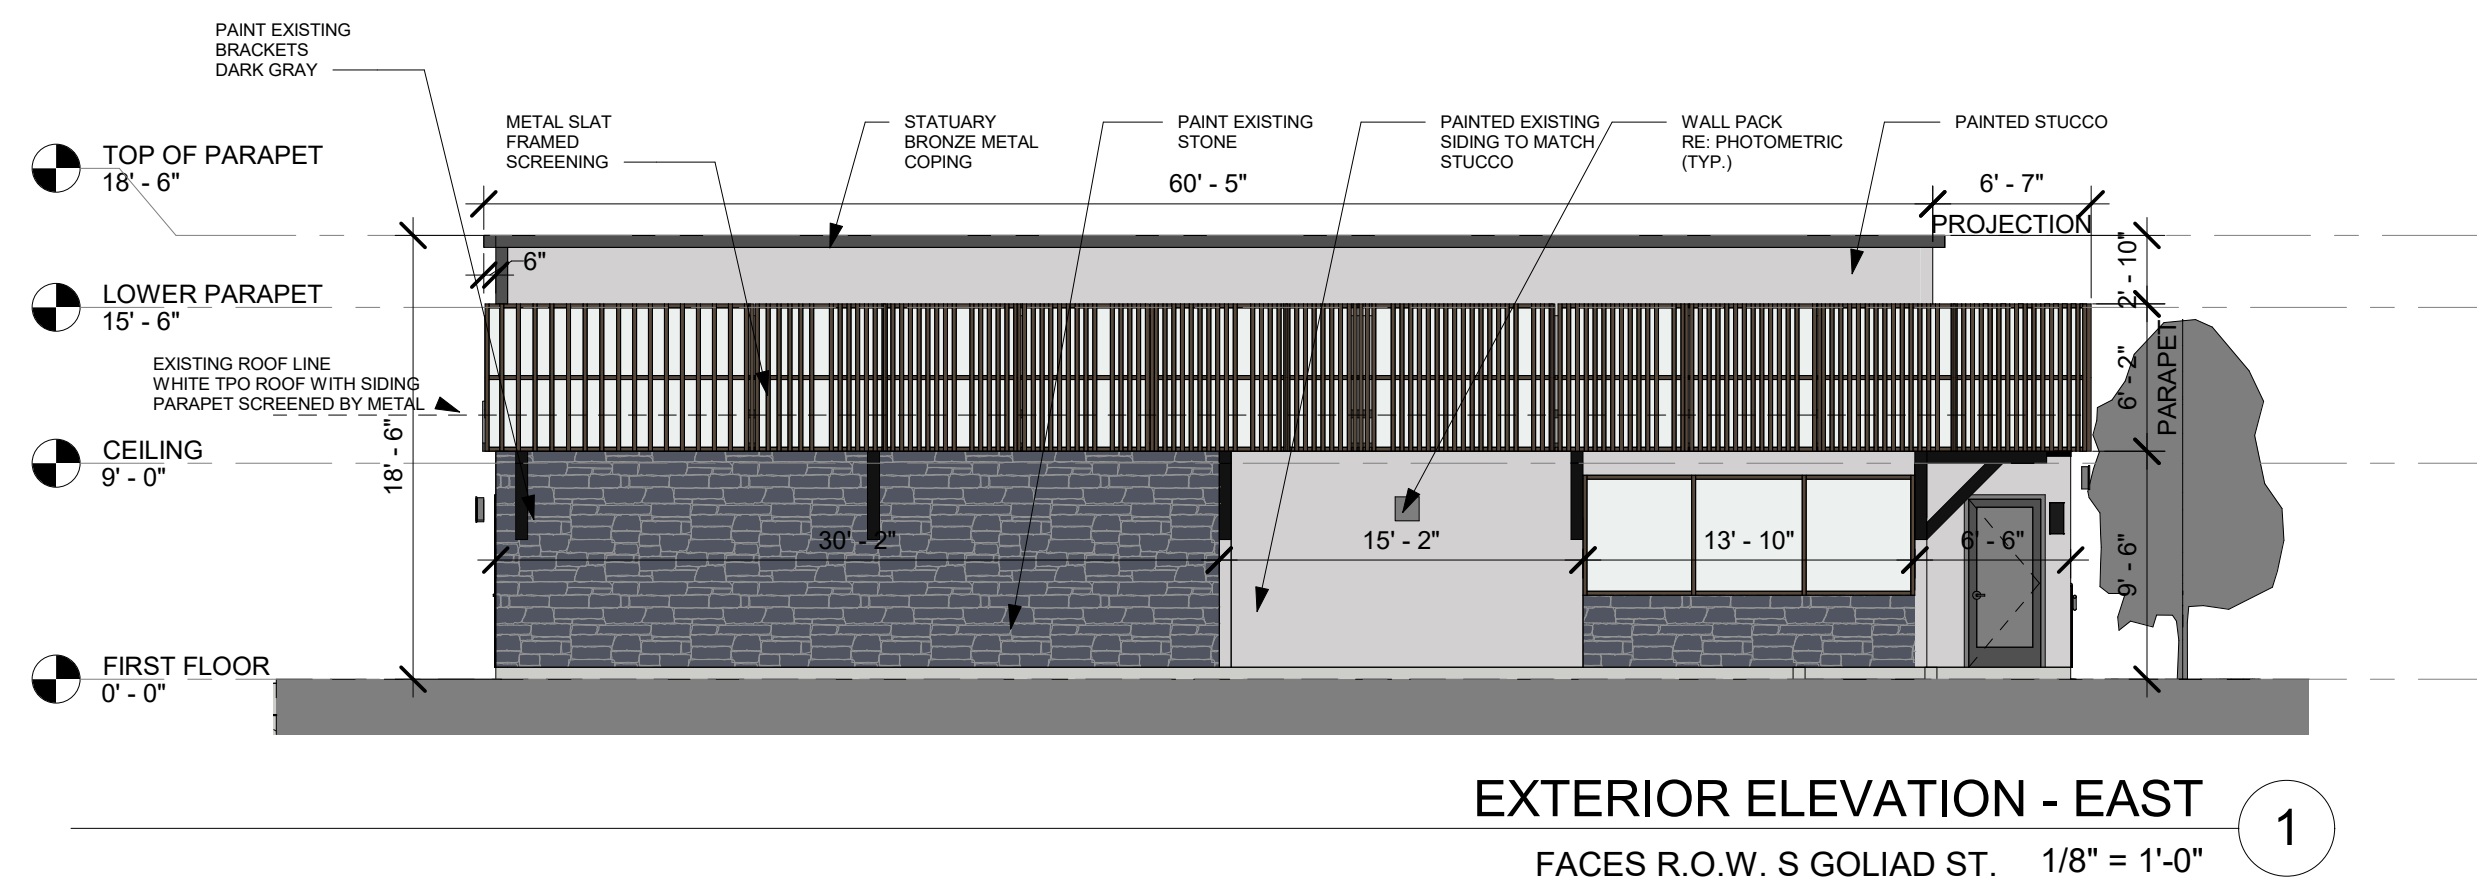 PAINT EXISTING
BRACKETS
DARK GRAY
METAL SLAT
FRAMED
SCREENING
STATUARY
BRONZE METAL
COPING
PAINT EXISTING
STONE
PAINTED EXISTING
SIDING TO MATCH
STUCCO
WALL PACK
RE: PHOTOMETRIC
(TYP.)
PAINTED STUCCO
TOP OF PARAPET
18' - 6"
60' - 5"
6' - 7"
PROJECTION
6"
2' - 10"
LOWER PARAPET
15' - 6"
EXISTING ROOF LINE
WHITE TPO ROOF WITH SIDING
PARAPET SCREENED BY METAL
6' - 2"
PARAPET
CEILING
9' - 0"
18' - 6"
30' - 2"
15' - 2"
13' - 10"
6' - 6"
9' - 6"
FIRST FLOOR
0' - 0"
EXTERIOR ELEVATION - EAST
1
FACES R.O.W. S GOLIAD ST. 1/8" = 1'-0"